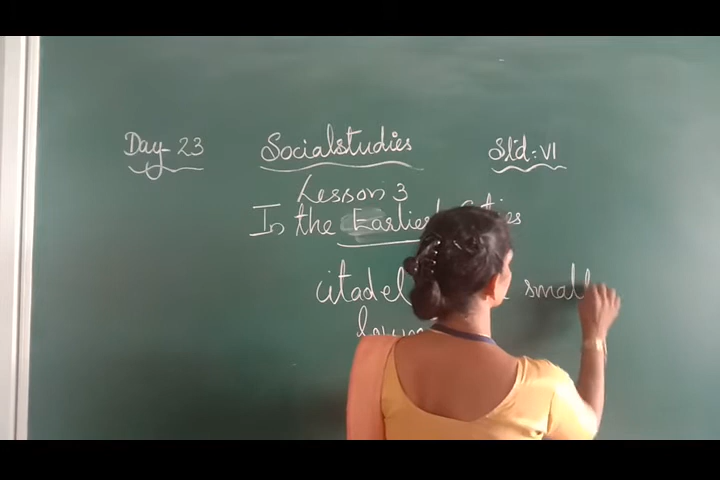 Day-23 Socialstudies Std:VI
Lesson 3
In the Earliest Cities
citadel small